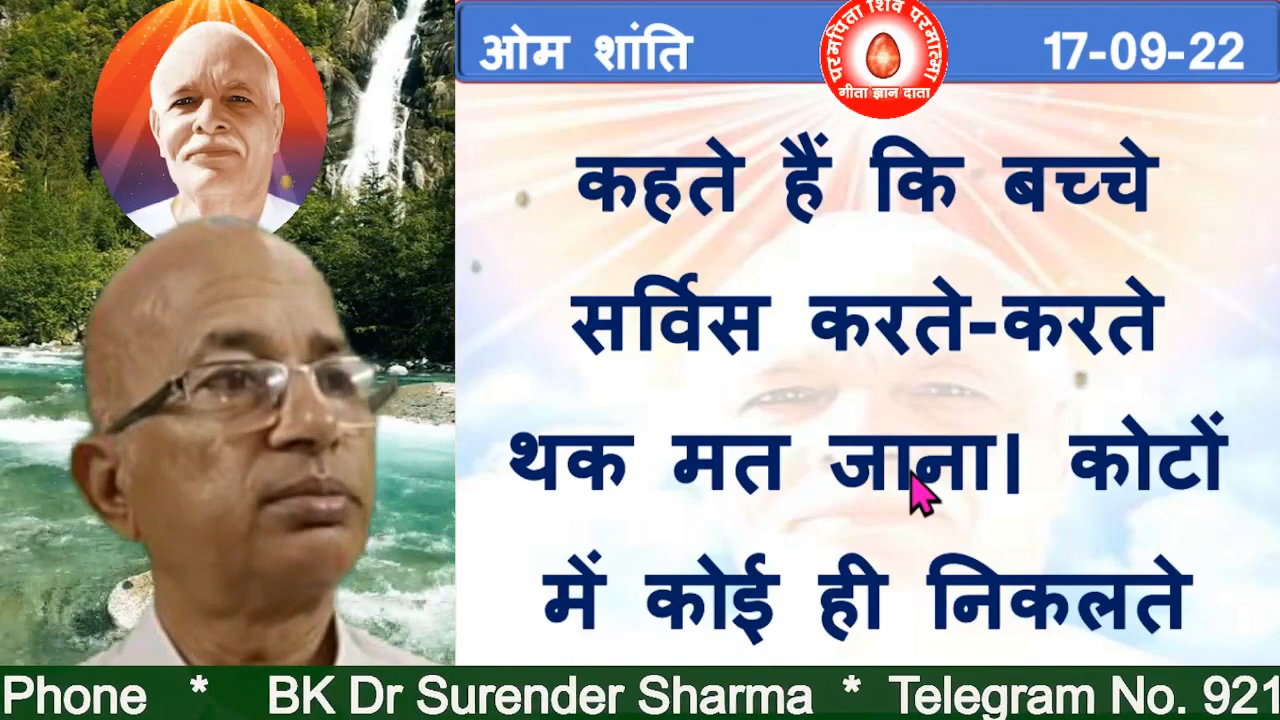 ओम शांति
परमपिता शिव परमात्मा
गीता ज्ञान दाता
17-09-22
कहते हैं कि बच्चे
सर्विस करते-करते
थक मत जाना। कोटों
में कोई ही निकलते
Phone * BK Dr Surender Sharma * Telegram No. 921